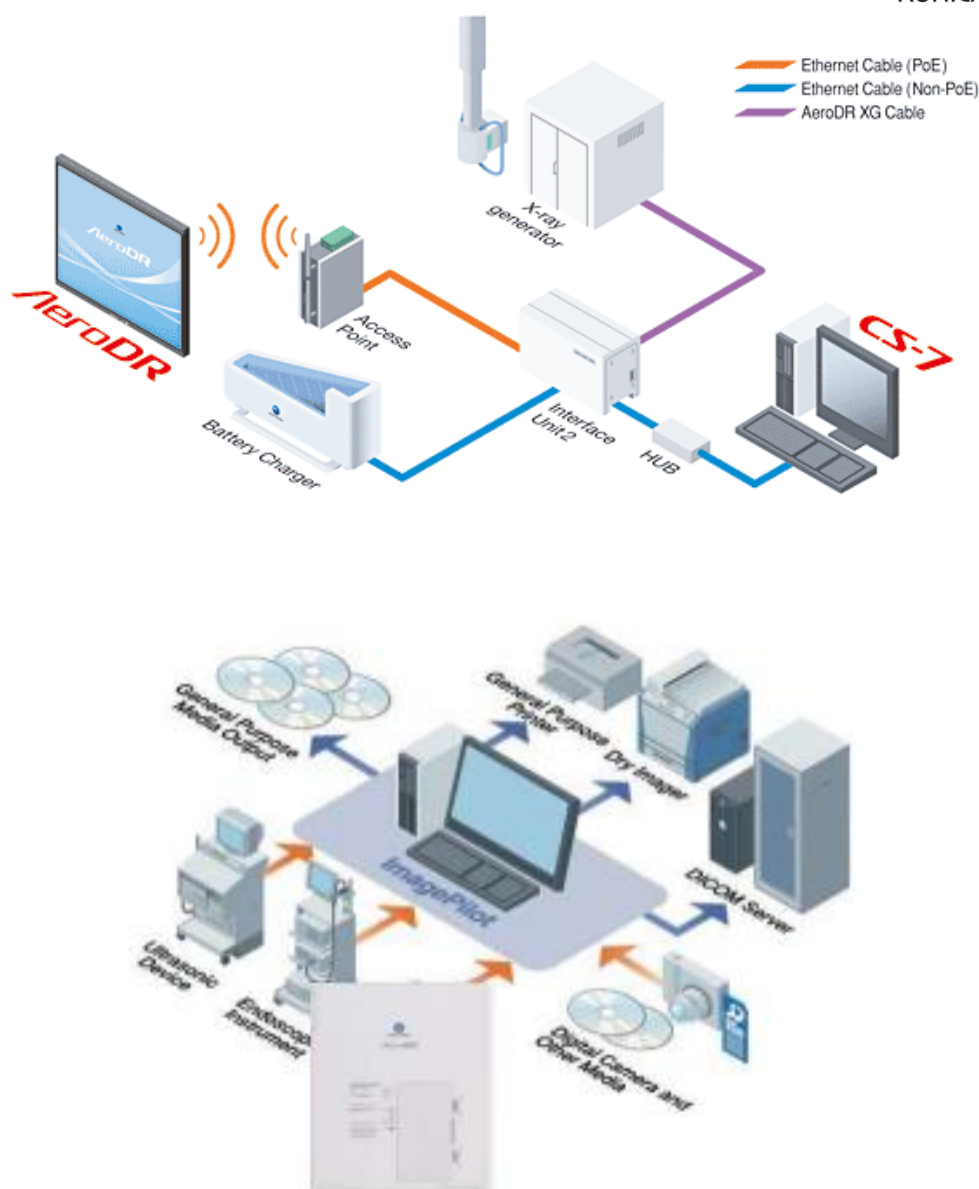 Ethernet Cable (PoE)
Ethernet Cable (Non-PoE)
AeroDR XG Cable
X-ray
generator
AeroDR
AeroDR
Access
Point
CS-7
Battery Charger
Interface
Unit2
HUB
General Purpose
Media Output
General Purpose
Printer
Dry Imager
ImagePilot
DICOM Server
Ultrasonic
Device
Instrument
Digital Camera and
Other Media